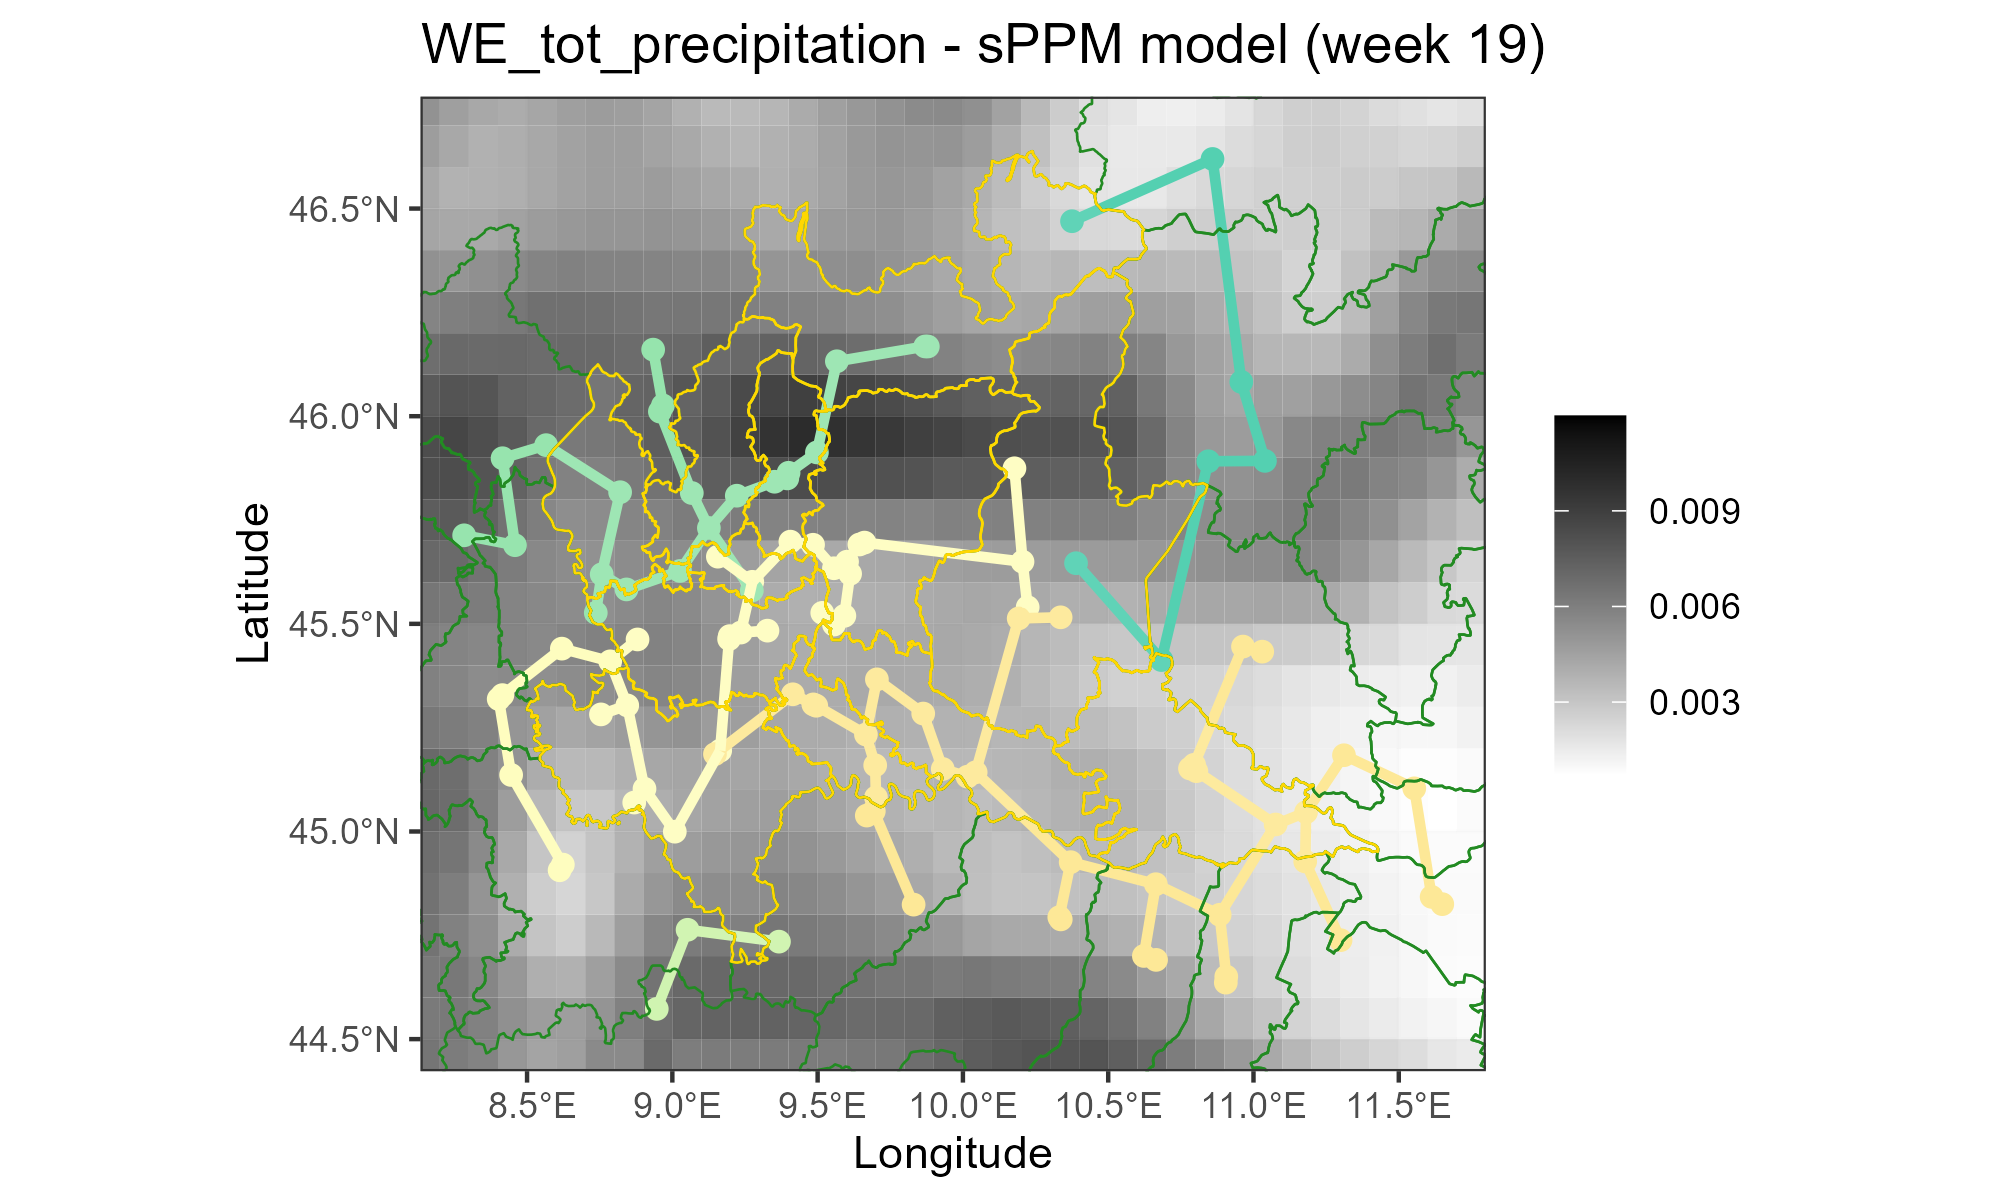 WE_tot_precipitation - sPPM model (week 19)
46.5°N
46.0°N
45.5°N
45.0°N
44.5°N
Latitude
8.5°E
9.0°E
9.5°E
10.0°E
10.5°E
11.0°E
11.5°E
Longitude
0.009
0.006
0.003